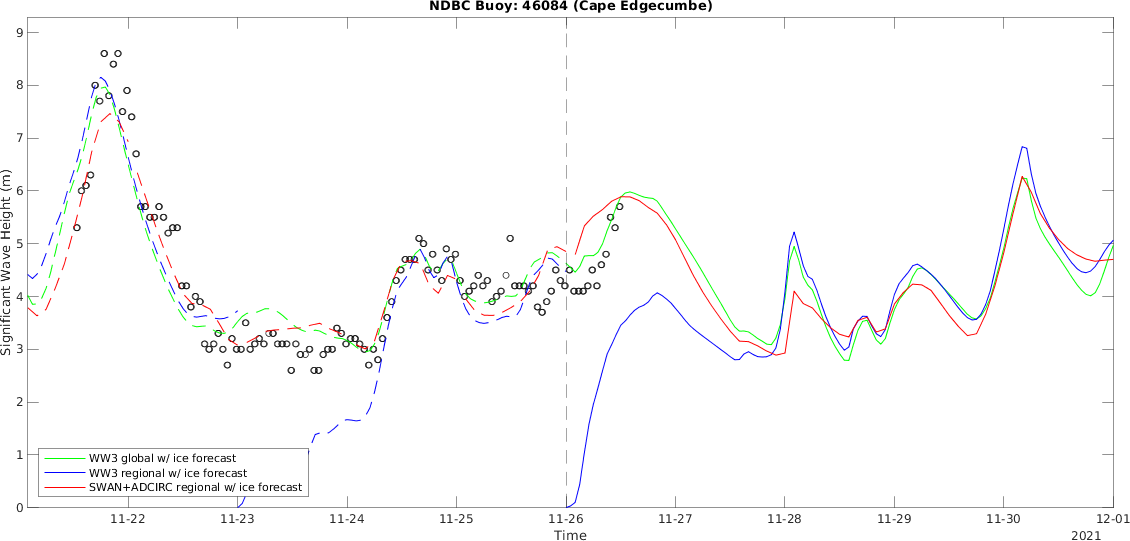 NDBC Buoy: 46084 (Cape Edgecumbe)
Significant Wave Height (m)
9
8
7
6
5
4
3
2
1
0
WW3 global w/ ice forecast
WW3 regional w/ ice forecast
SWAN+ADCIRC regional w/ ice forecast
11-22 11-23 11-24 11-25 11-26 11-27 11-28 11-29 11-30 12-01
Time
2021